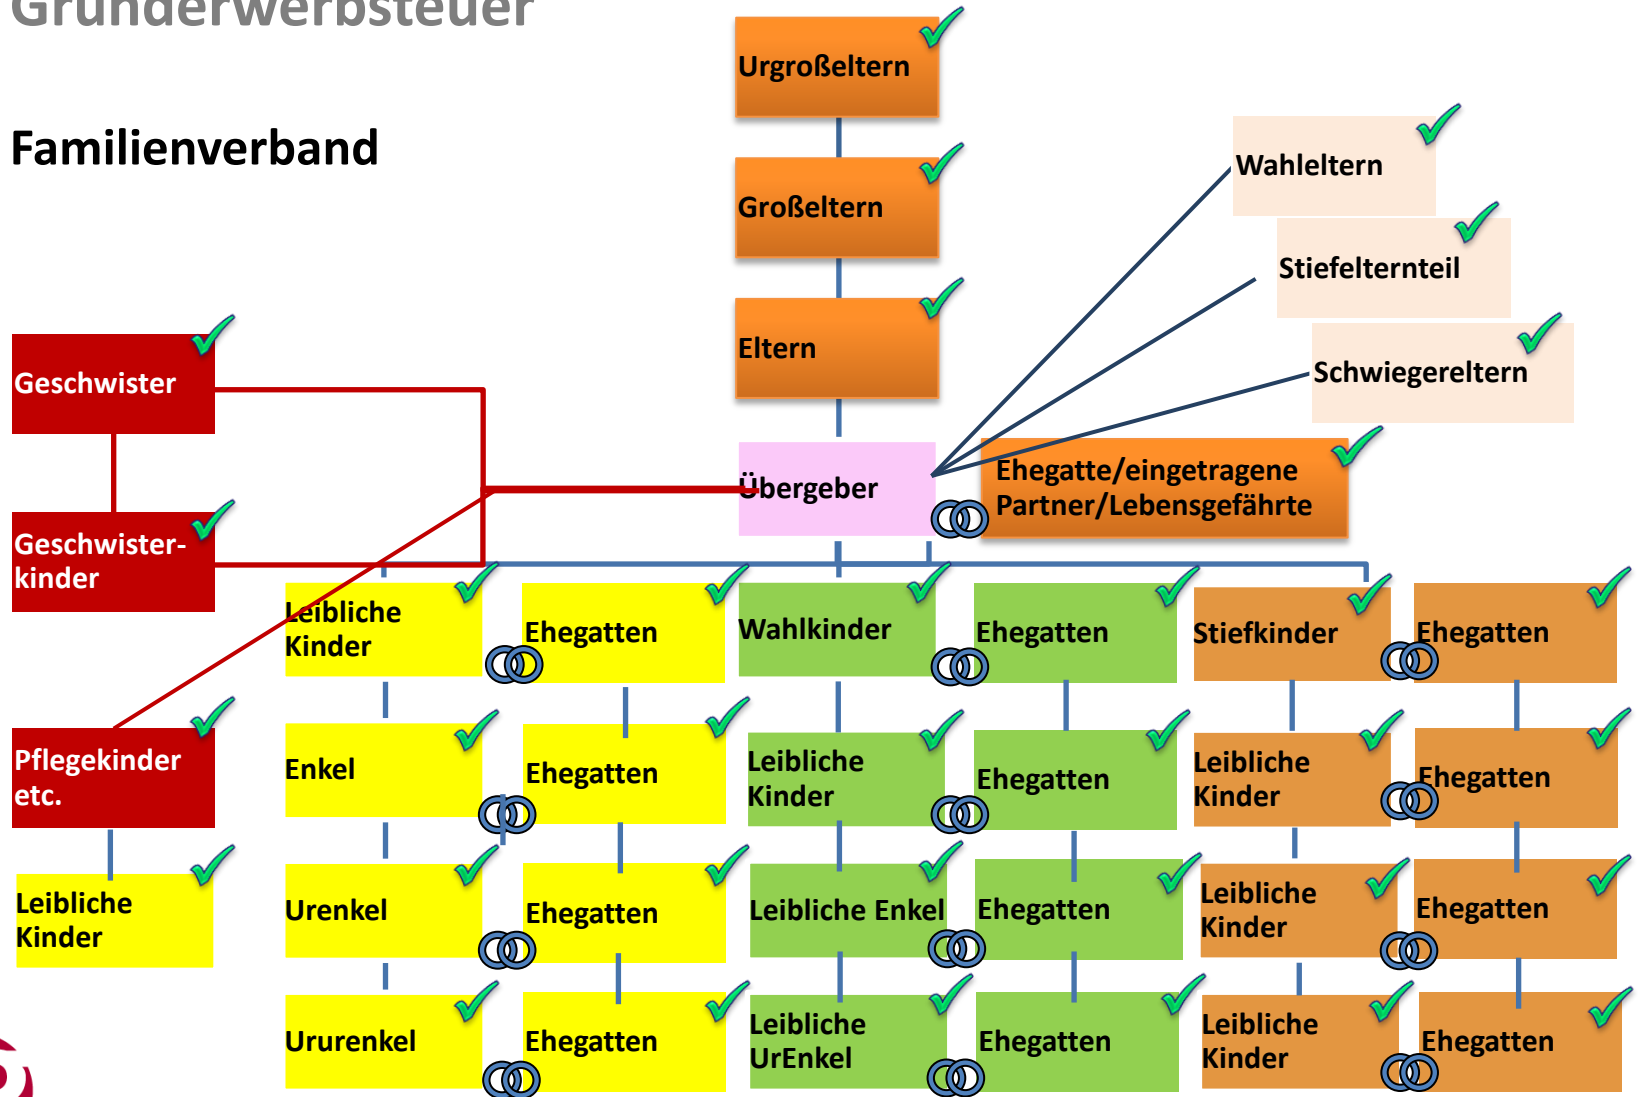 Grunderwerbsteuer
Familienverband
Urgroßeltern
Großeltern
Eltern
Wahleltern
Stiefelternteil
Schwiegereltern
Geschwister
Geschwister-
kinder
Übergeber
Ehegatte/eingetragene
Partner/Lebensgefährte
Leibliche
Kinder
Ehegatten
Wahlkinder
Ehegatten
Stiefkinder
Ehegatten
Pflegekinder
etc.
Enkel
Ehegatten
Leibliche
Kinder
Ehegatten
Leibliche
Kinder
Ehegatten
Leibliche
Kinder
Urenkel
Ehegatten
Leibliche Enkel
Ehegatten
Leibliche
Kinder
Ehegatten
Ururenkel
Ehegatten
Leibliche
UrEnkel
Ehegatten
Leibliche
Kinder
Ehegatten